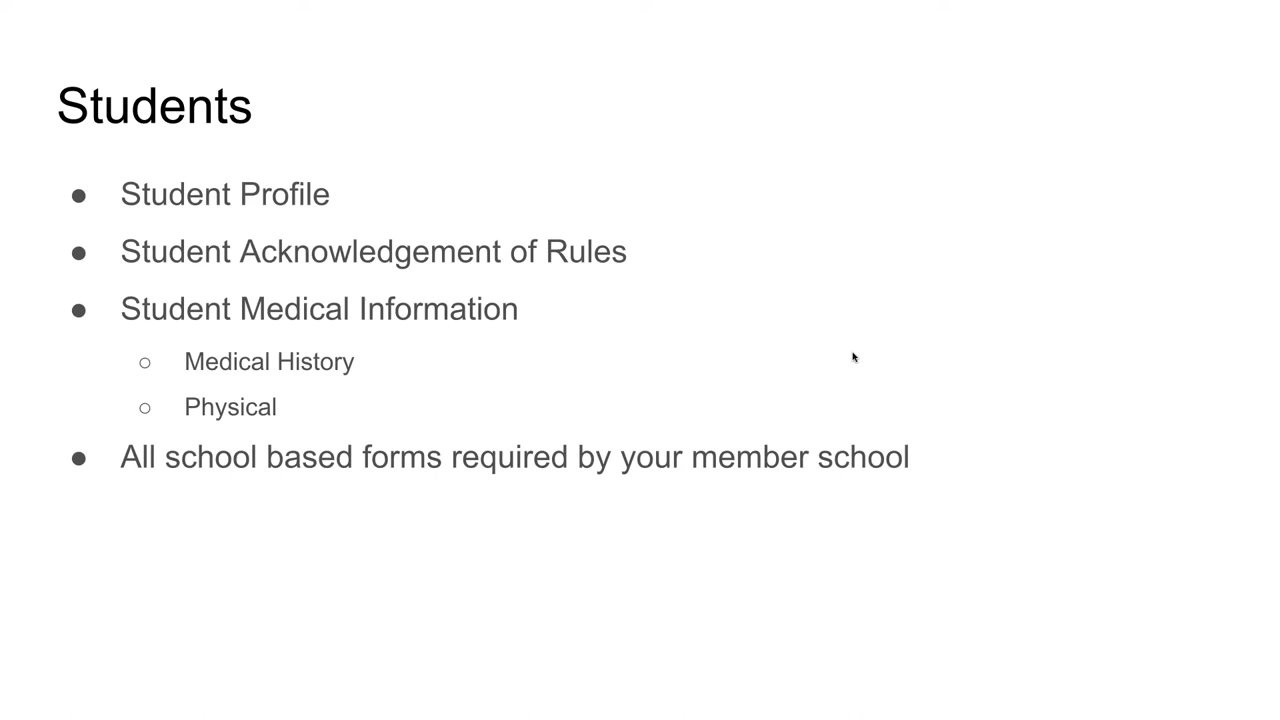 Students
● Student Profile
● Student Acknowledgement of Rules
● Student Medical Information
○ Medical History
○ Physical
● All school based forms required by your member school